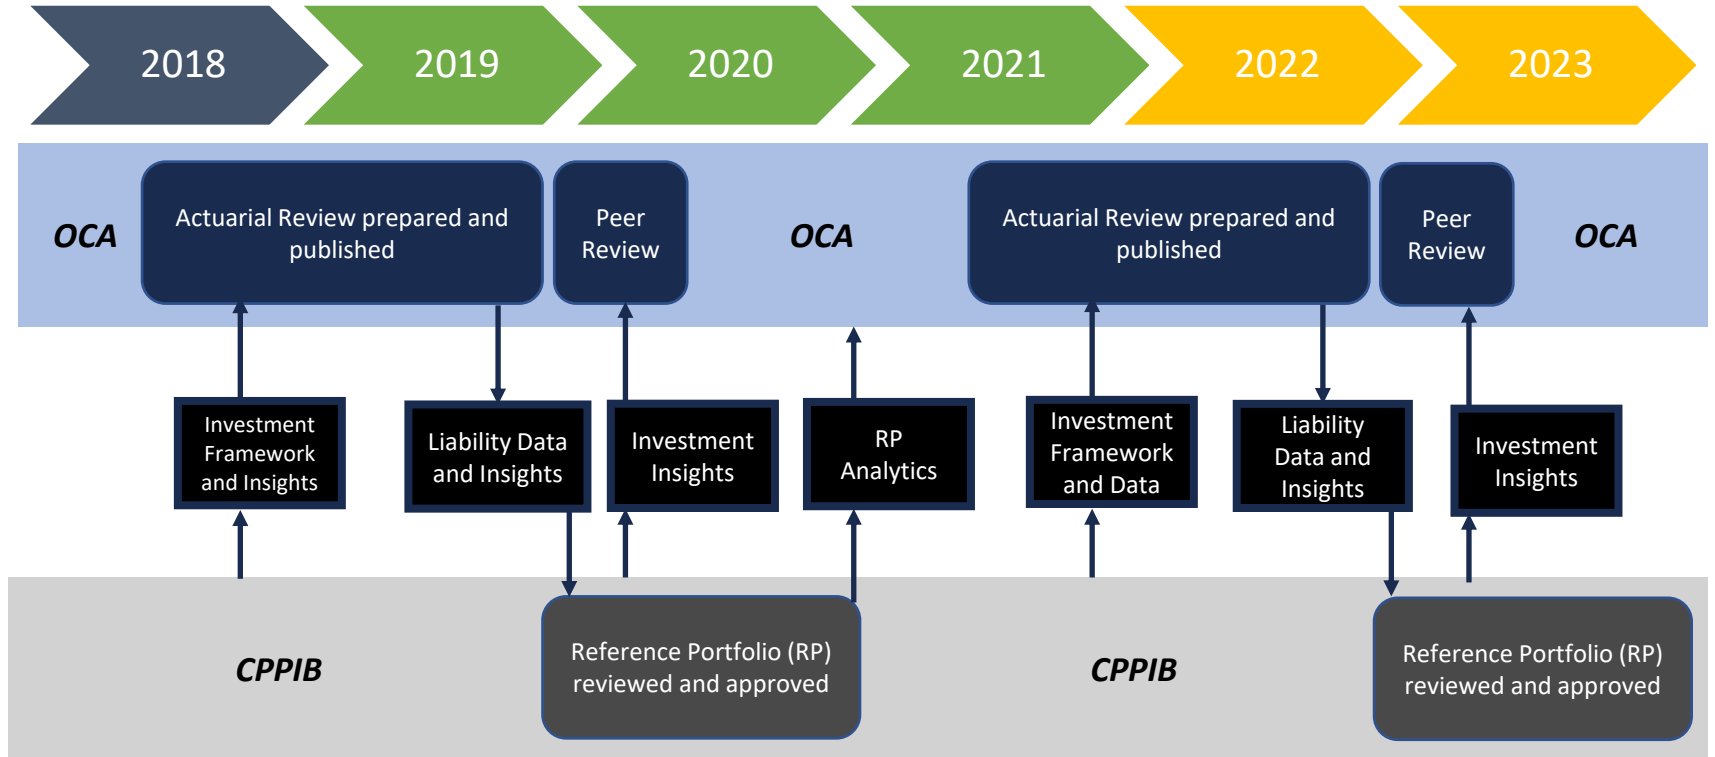 2018
2019
2020
2021
2022
2023
OCA
Actuarial Review prepared and
published
Peer
Review
OCA
Actuarial Review prepared and
published
Peer
Review
OCA
Investment
Framework
and Insights
Liability Data
and Insights
Investment
Insights
RP
Analytics
Investment
Framework
and Data
Liability
Data and
Insights
Investment
Insights
CPPIB
Reference Portfolio (RP)
reviewed and approved
CPPIB
Reference Portfolio (RP)
reviewed and approved